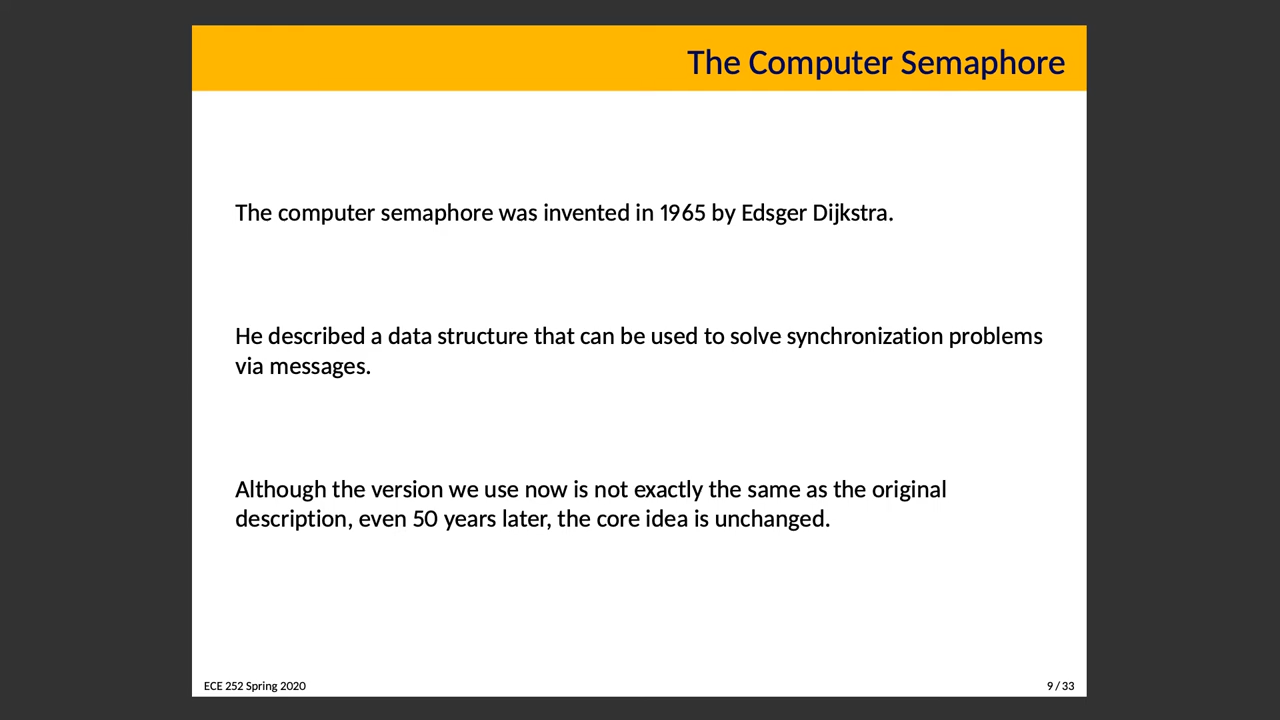 The Computer Semaphore
The computer semaphore was invented in 1965 by Edsger Dijkstra.
He described a data structure that can be used to solve synchronization problems
via messages.
Although the version we use now is not exactly the same as the original
description, even 50 years later, the core idea is unchanged.
ECE 252 Spring 2020
9 / 33